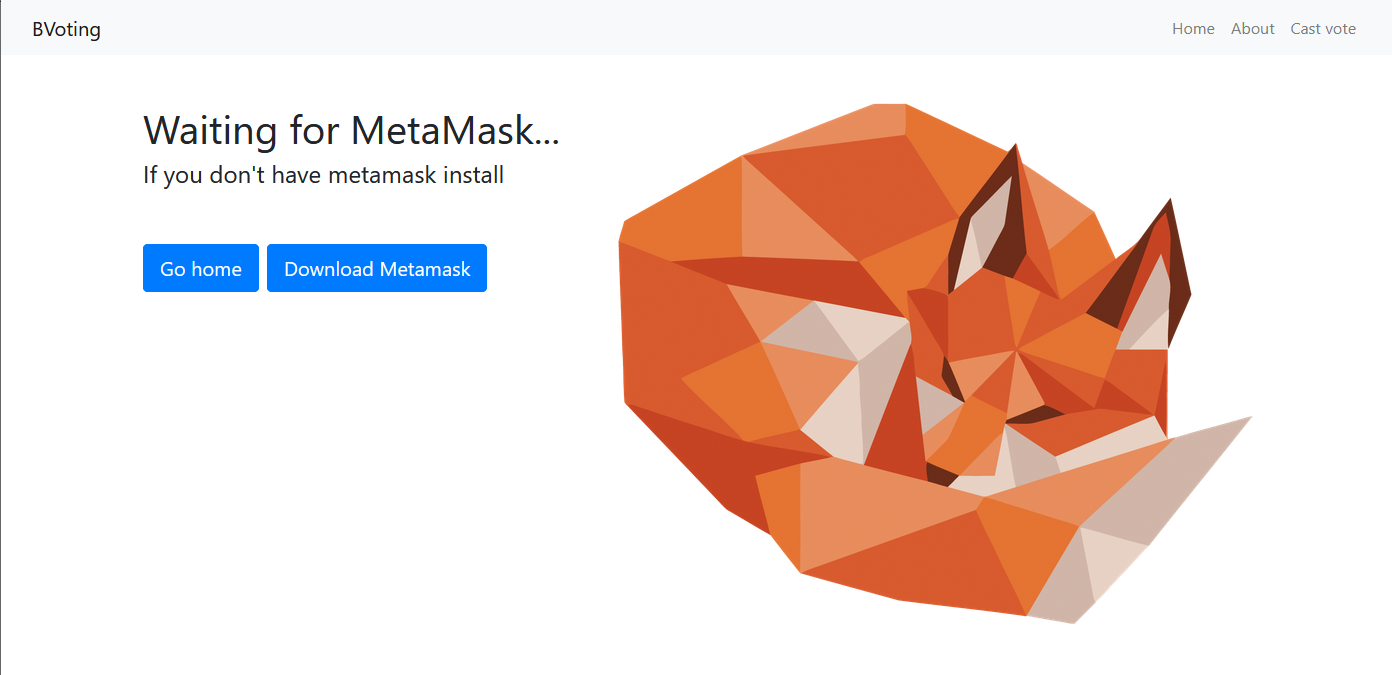 BVoting
Home About Cast vote
Waiting for MetaMask...
If you don't have metamask install
Go home Download Metamask